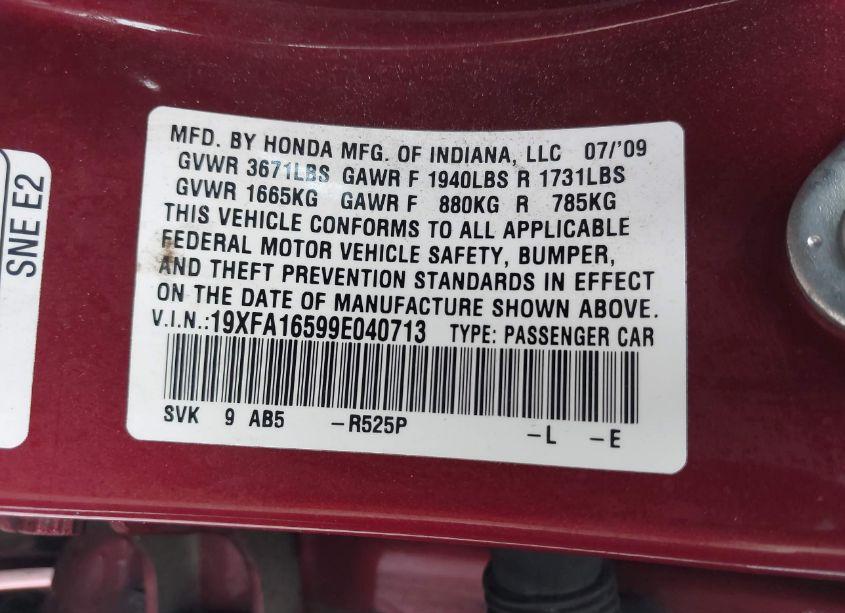 MFD. BY HONDA MFG. OF INDIANA, LLC 07/'09
GVWR 3671LBS GAWR F 1940LBS R 1731LBS
GVWR 1665KG GAWR F 880KG R 785KG
THIS VEHICLE CONFORMS TO ALL APPLICABLE
FEDERAL MOTOR VEHICLE SAFETY, BUMPER,
AND THEFT PREVENTION STANDARDS IN EFFECT
ON THE DATE OF MANUFACTURE SHOWN ABOVE.
V.I.N.:19XFA16599E040713 TYPE: PASSENGER CAR
SVK 9 AB5 -R525P -L -E
SNE E2